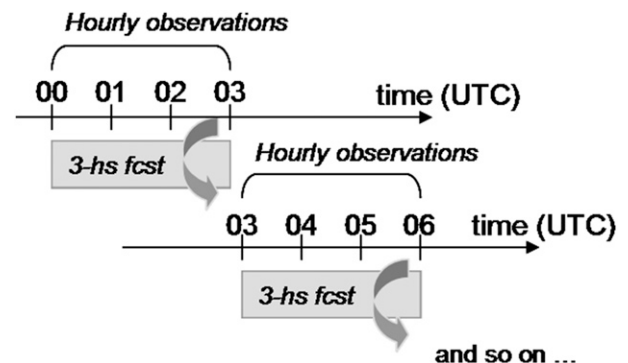 Hourly observations
00 01 02 03 time (UTC)
3-hs fcst
Hourly observations
03 04 05 06 time (UTC)
3-hs fcst
and so on ...